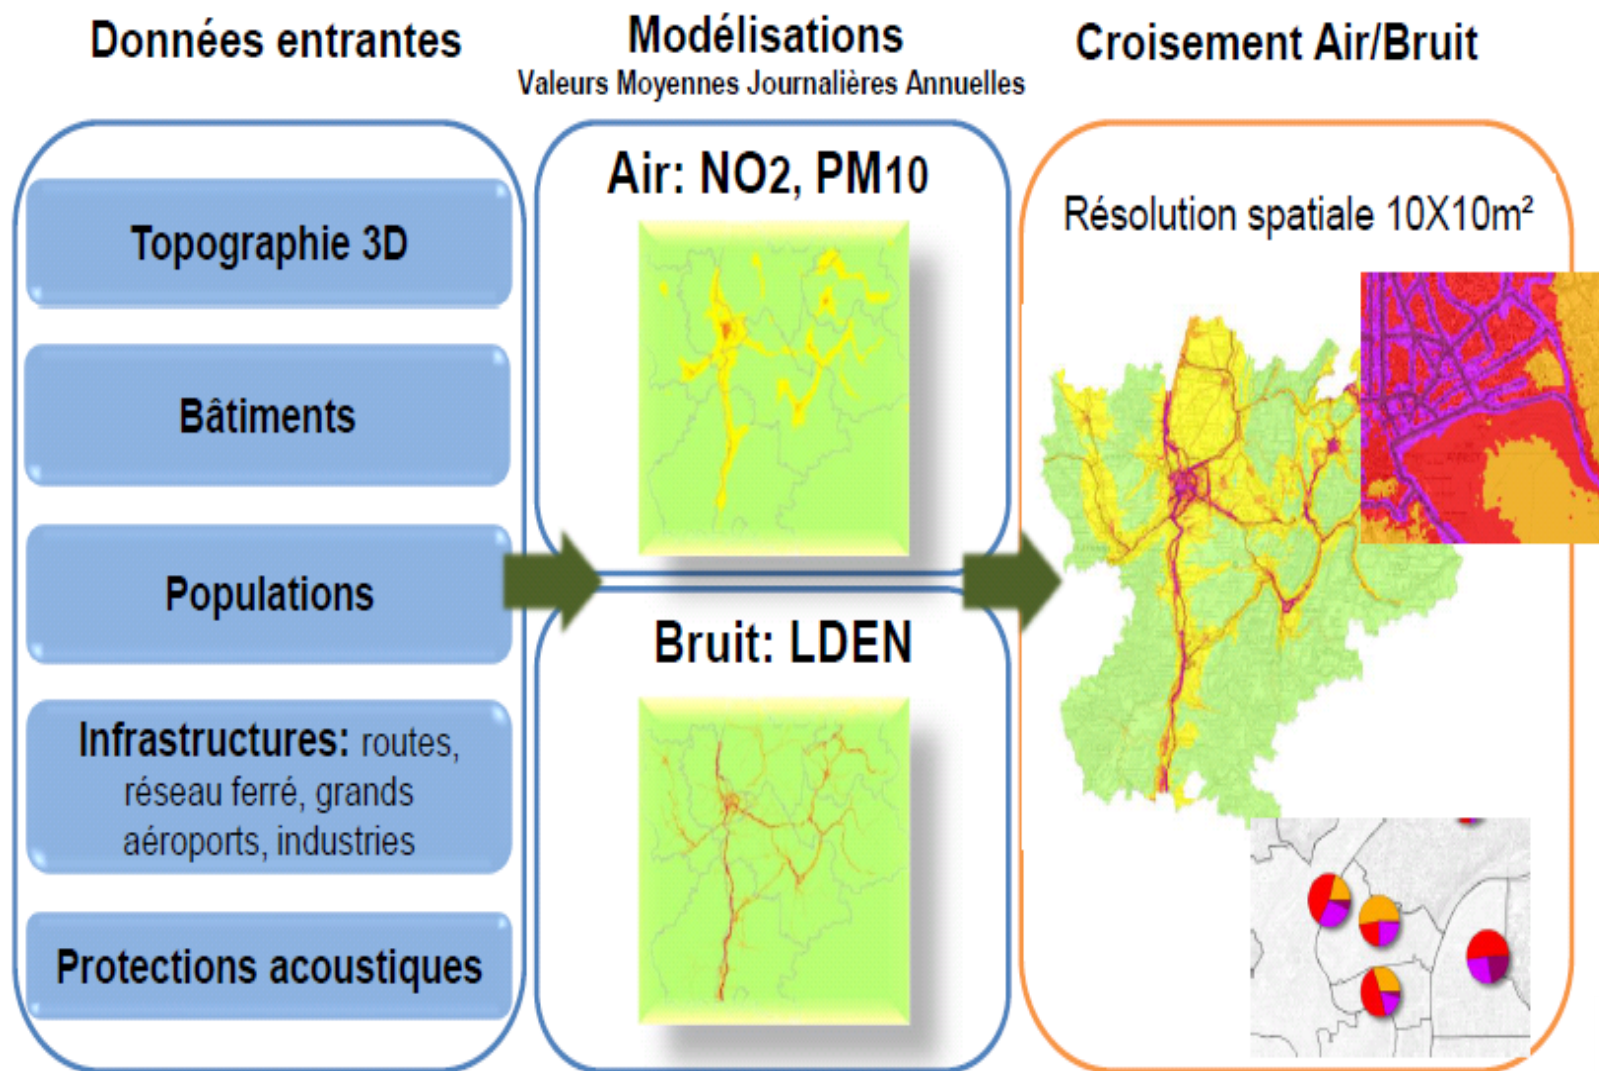 Données entrantes
Topographie 3D
Bâtiments
Populations
Infrastructures: routes,
réseau ferré, grands
aéroports, industries
Protections acoustiques
Modélisations
Valeurs Moyennes Journalières Annuelles
Air: NO2, PM10
Bruit: LDEN
Croisement Air/Bruit
Résolution spatiale 10X10m²